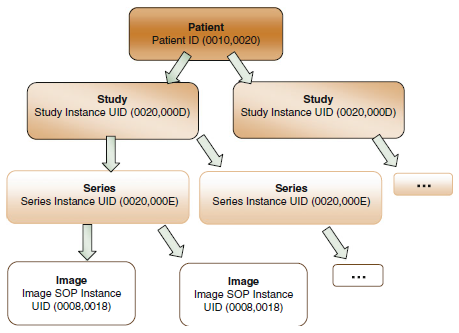 Patient
Patient ID (0010,0020)
Study
Study Instance UID (0020,000D)
Study
Study Instance UID (0020,000D)
Series
Series Instance UID (0020,000E)
Series
Series Instance UID (0020,000E)
...
Image
Image SOP Instance
UID (0008,0018)
Image
Image SOP Instance
UID (0008,0018)
...